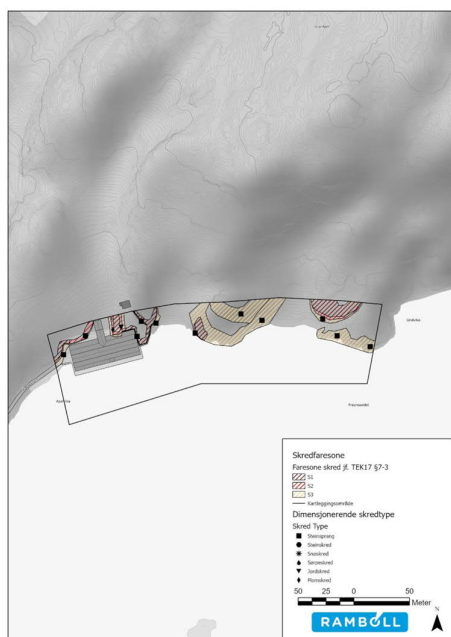 Skredfaresone
Faresone skred jf. TEK17 §7-3
S1
S2
S3
Kartleggingsområde
Dimensjonerende skredtype
Skred Type
Steinsprang
Steinskred
Snøskred
Sørpeskred
Jordskred
Flomskred
50 25 0 50
Meter
N
RAMBOLL